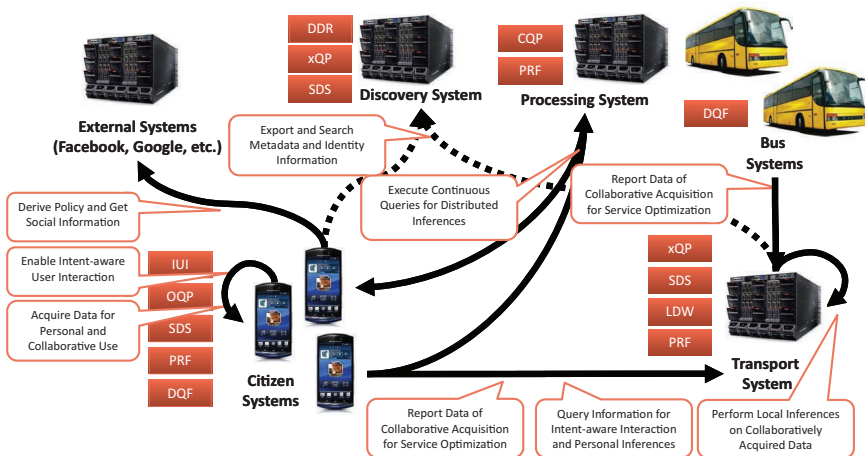 DDR
xQP
SDS
Discovery System
CQP
PRF
Processing System
DQF
Bus
Systems
External Systems
(Facebook, Google, etc.)
Export and Search
Metadata and Identity
Information
Execute Continuous
Queries for Distributed
Inferences
Report Data of
Collaborative Acquisition
for Service Optimization
Derive Policy and Get
Social Information
Enable Intent-aware
User Interaction
Acquire Data for
Personal and
Collaborative Use
IUI
OQP
SDS
PRF
DQF
Citizen
Systems
xQP
SDS
LDW
PRF
Transport
System
Report Data of
Collaborative Acquisition
for Service Optimization
Query Information for
Intent-aware Interaction
and Personal Inferences
Perform Local Inferences
on Collaboratively
Acquired Data